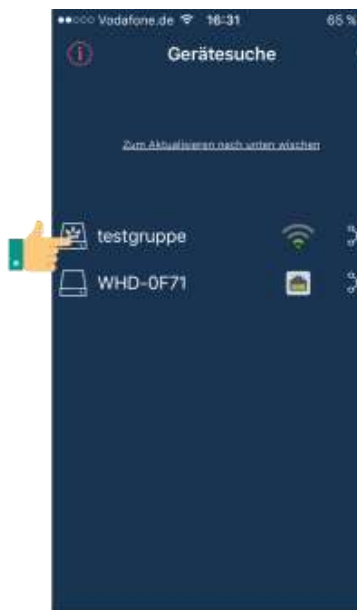 Vodafone.de 16:31 65 %
Gerätesuche
Zum Aktualisieren nach unten wischen
testgruppe
WHD-0F71